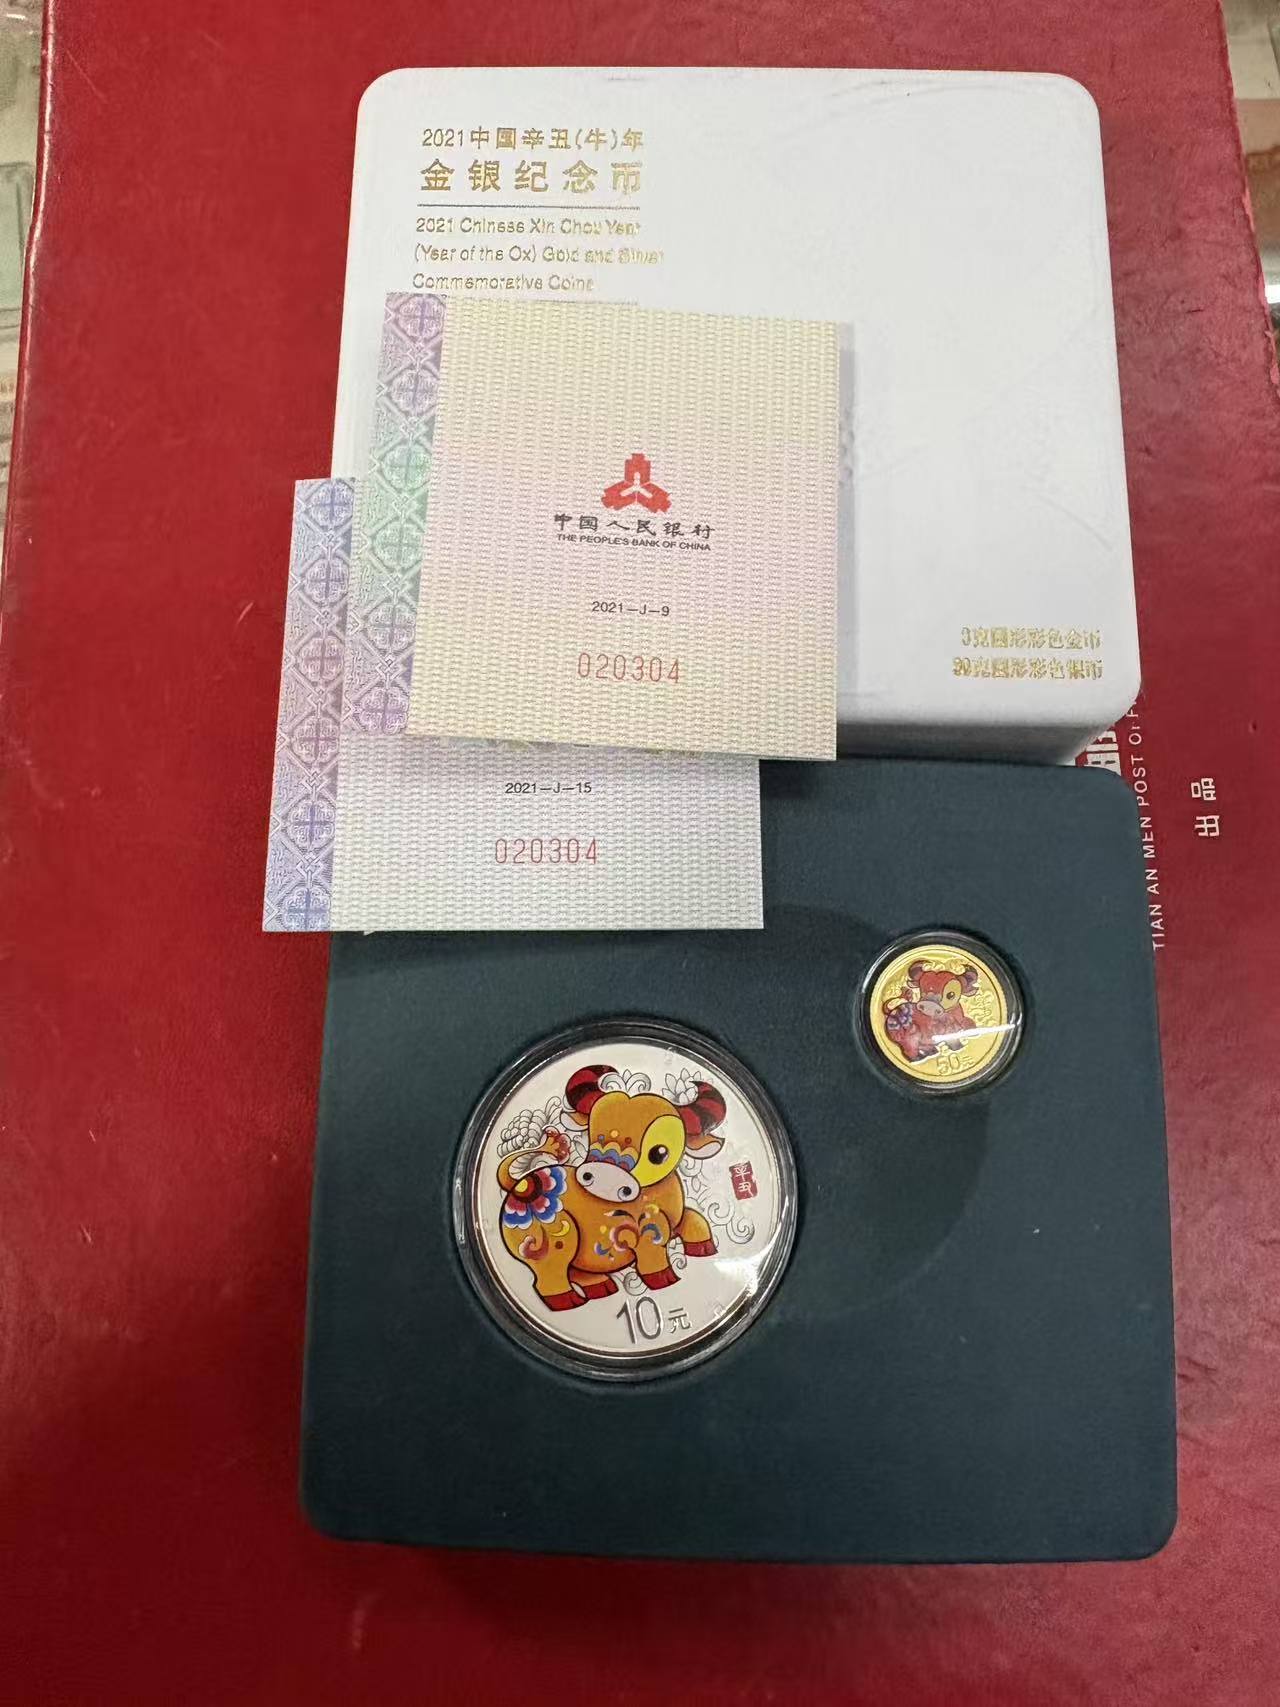 2021中国辛丑(牛)年
金银纪念币
2021 Chinese Xin Chou Year
(Year of the Ox) Gold and Silver
Commemorative Coins
中国人民银行
THE PEOPLE'S BANK OF CHINA
2021—J—9
020304
2021—J—15
020304
3克圆形彩色金币
30克圆形彩色银币
TIAN AN MEN POST OF
出品
50元
辛丑
10元